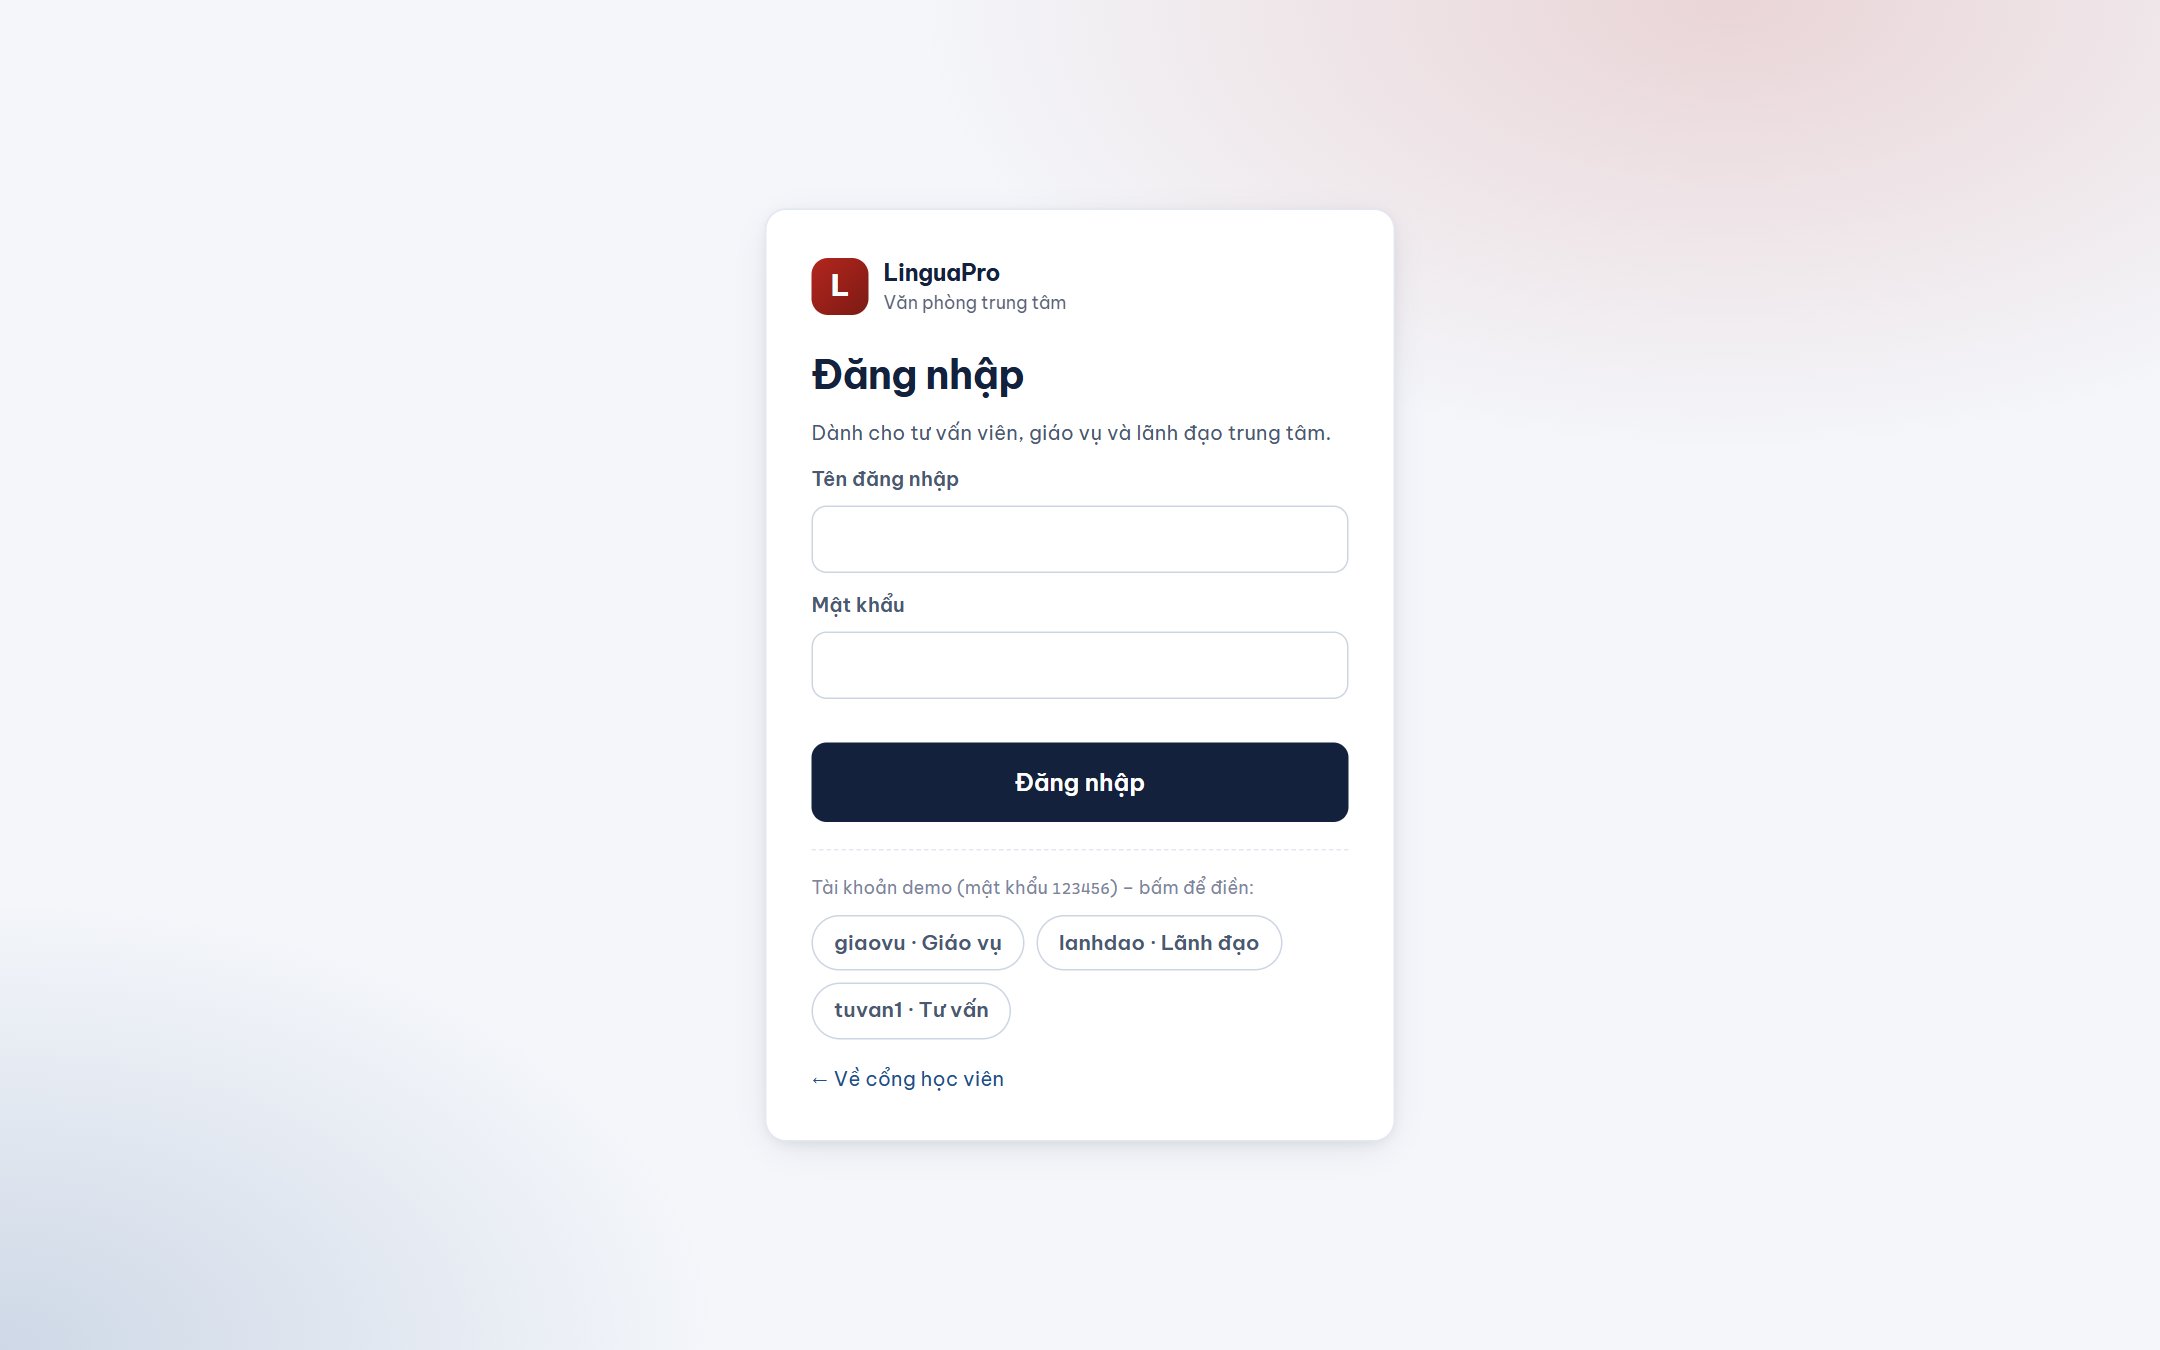 L
LinguaPro
Văn phòng trung tâm
Đăng nhập
Dành cho tư vấn viên, giáo vụ và lãnh đạo trung tâm.
Tên đăng nhập
Mật khẩu
Đăng nhập
Tài khoản demo (mật khẩu 123456) – bấm để điền:
giaovu · Giáo vụ
lanhdao · Lãnh đạo
tuvan1 · Tư vấn
← Về cổng học viên